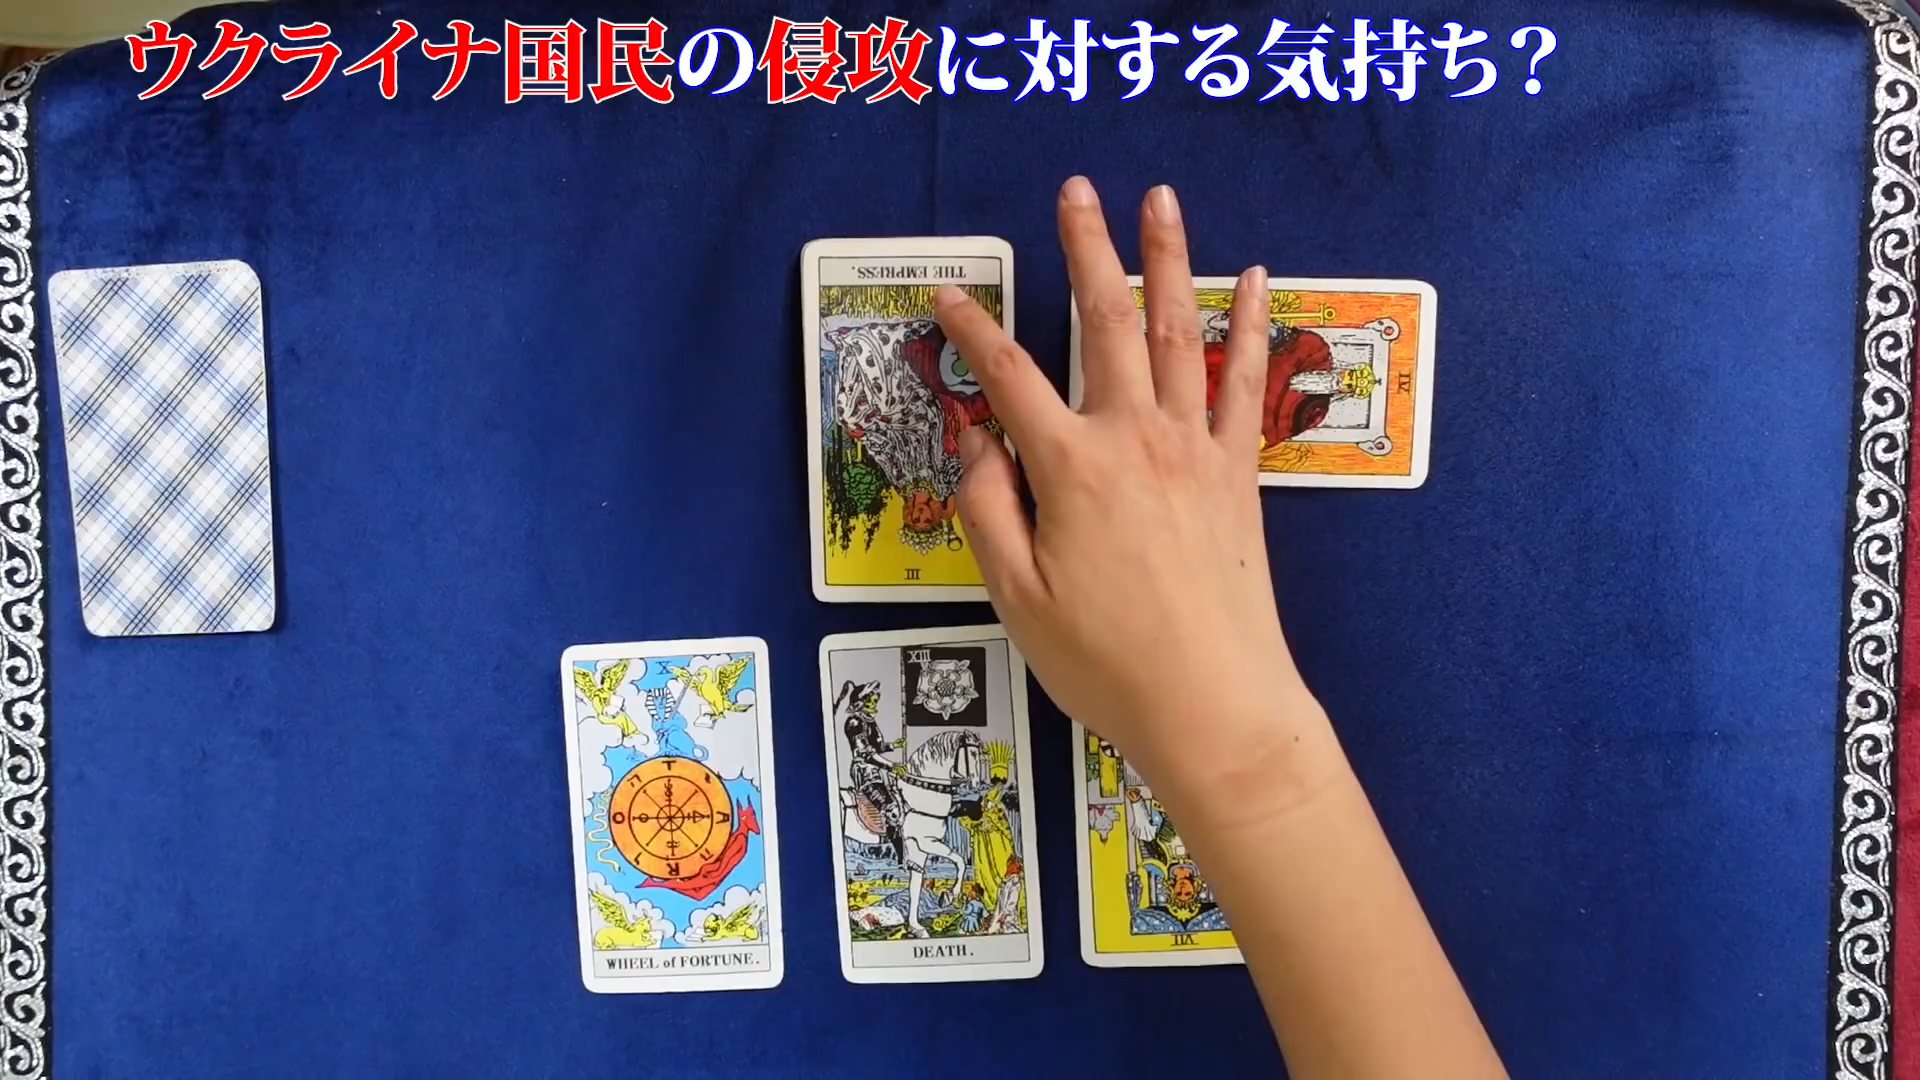 ウクライナ国民の侵攻に対する気持ち？
THE EMPRESS.
III
IV
X
TARO
WHEEL of FORTUNE.
XIII
DEATH.
VII